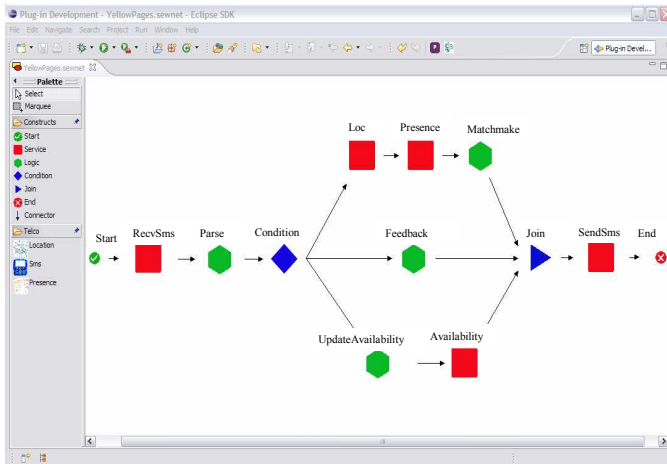 Plug-in Development - YellowPages.sewnet - Eclipse SDK
File Edit Navigate Search Project Run Window Help
Plug-in Devel...
YellowPages.sewnet
Palette
Select
Marquee
Constructs
Start
Service
Logic
Condition
Join
End
Connector
Telco
Location
Sms
Presence
Loc Presence Matchmake
Start RecvSms Parse Condition Feedback Join SendSms End
UpdateAvailability Availability